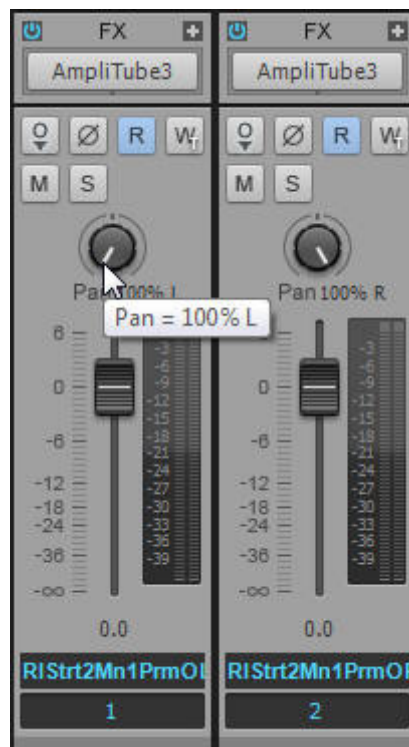 FX FX
AmpliTube3 AmpliTube3
Ø R W Ø R W
M S M S
Pan 100% L Pan 100% R
Pan = 100% L
6 6
-3 -3
-6 -6
0 -9 0 -9
-12 -12
-15 -15
-6 -18 -6 -18
-21 -21
-12 -24 -12 -24
-27 -27
-18 -30 -18 -30
-24 -33 -24 -33
-36 -36
-36 -39 -36 -39
-∞ -∞
0.0 0.0
RIStrt2Mn1PrmOL RIStrt2Mn1PrmO
1 2